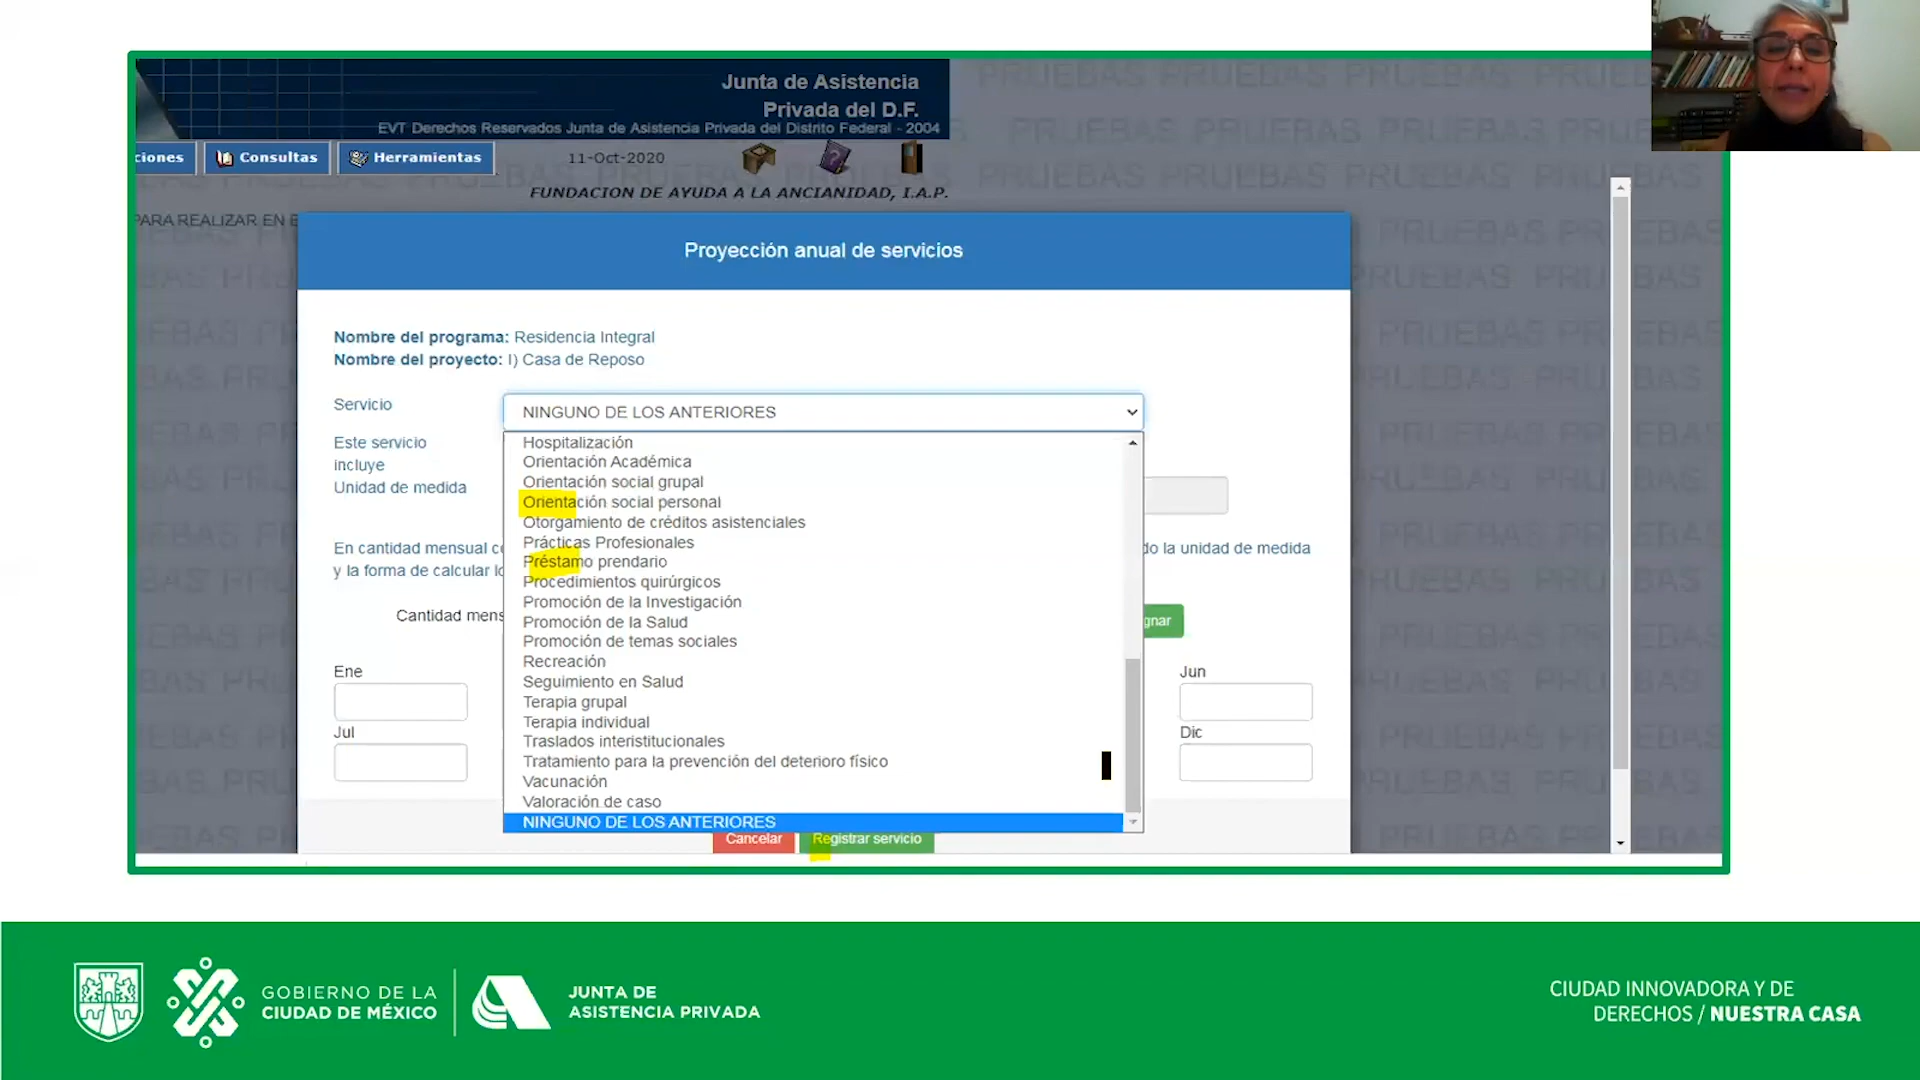 Junta de Asistencia
Privada del D.F.
EVT Derechos Reservados Junta de Asistencia Privada del Distrito Federal - 2004
ciones
Consultas
Herramientas
11-Oct-2020
FUNDACION DE AYUDA A LA ANCIANIDAD, I.A.P.
PARA REALIZAR EN E
Proyección anual de servicios
Nombre del programa: Residencia Integral
Nombre del proyecto: I) Casa de Reposo
Servicio
NINGUNO DE LOS ANTERIORES
Este servicio
incluye
Unidad de medida
Hospitalización
Orientación Académica
Orientación social grupal
Orientación social personal
Otorgamiento de créditos asistenciales
Prácticas Profesionales
Préstamo prendario
Procedimientos quirúrgicos
Promoción de la Investigación
Promoción de la Salud
Promoción de temas sociales
Recreación
Seguimiento en Salud
Terapia grupal
Terapia individual
Traslados interistitucionales
Tratamiento para la prevención del deterioro físico
Vacunación
Valoración de caso
NINGUNO DE LOS ANTERIORES
En cantidad mensual
do la unidad de medida
y la forma de calcular
Cantidad mens
gnar
Ene
Jun
Jul
Dic
Cancelar
Registrar servicio
PRUEBAS PRUEBAS PRUEBAS PRUEBAS
GOBIERNO DE LA
CIUDAD DE MÉXICO
JUNTA DE
ASISTENCIA PRIVADA
CIUDAD INNOVADORA Y DE
DERECHOS / NUESTRA CASA